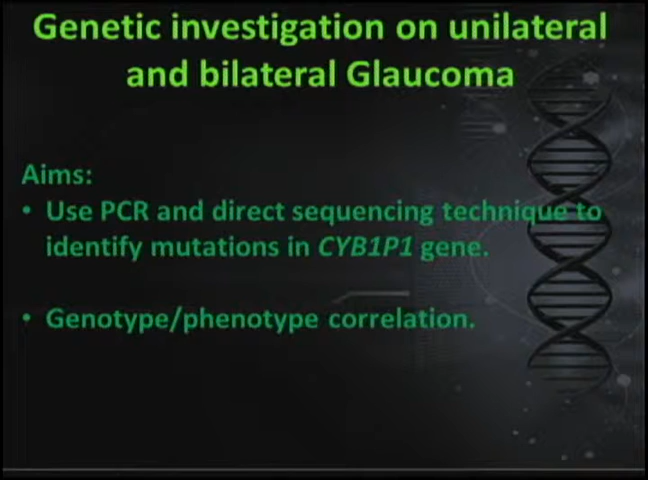 Genetic investigation on unilateral
and bilateral Glaucoma
Aims:
• Use PCR and direct sequencing technique to
identify mutations in CYB1P1 gene.
• Genotype/phenotype correlation.